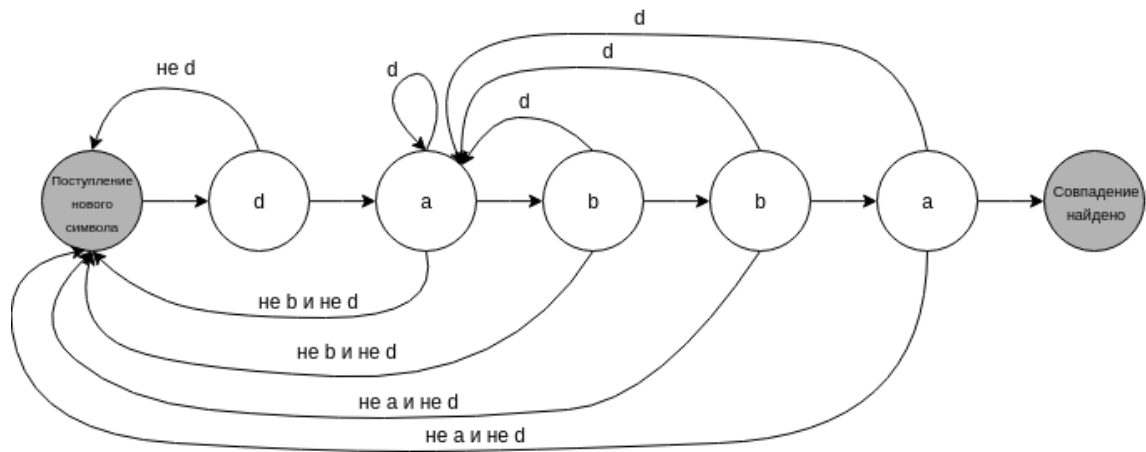 d
d
не d
d
d
Поступление
нового
символа
d
a
b
b
a
Совпадение
найдено
не b и не d
не b и не d
не a и не d
не a и не d